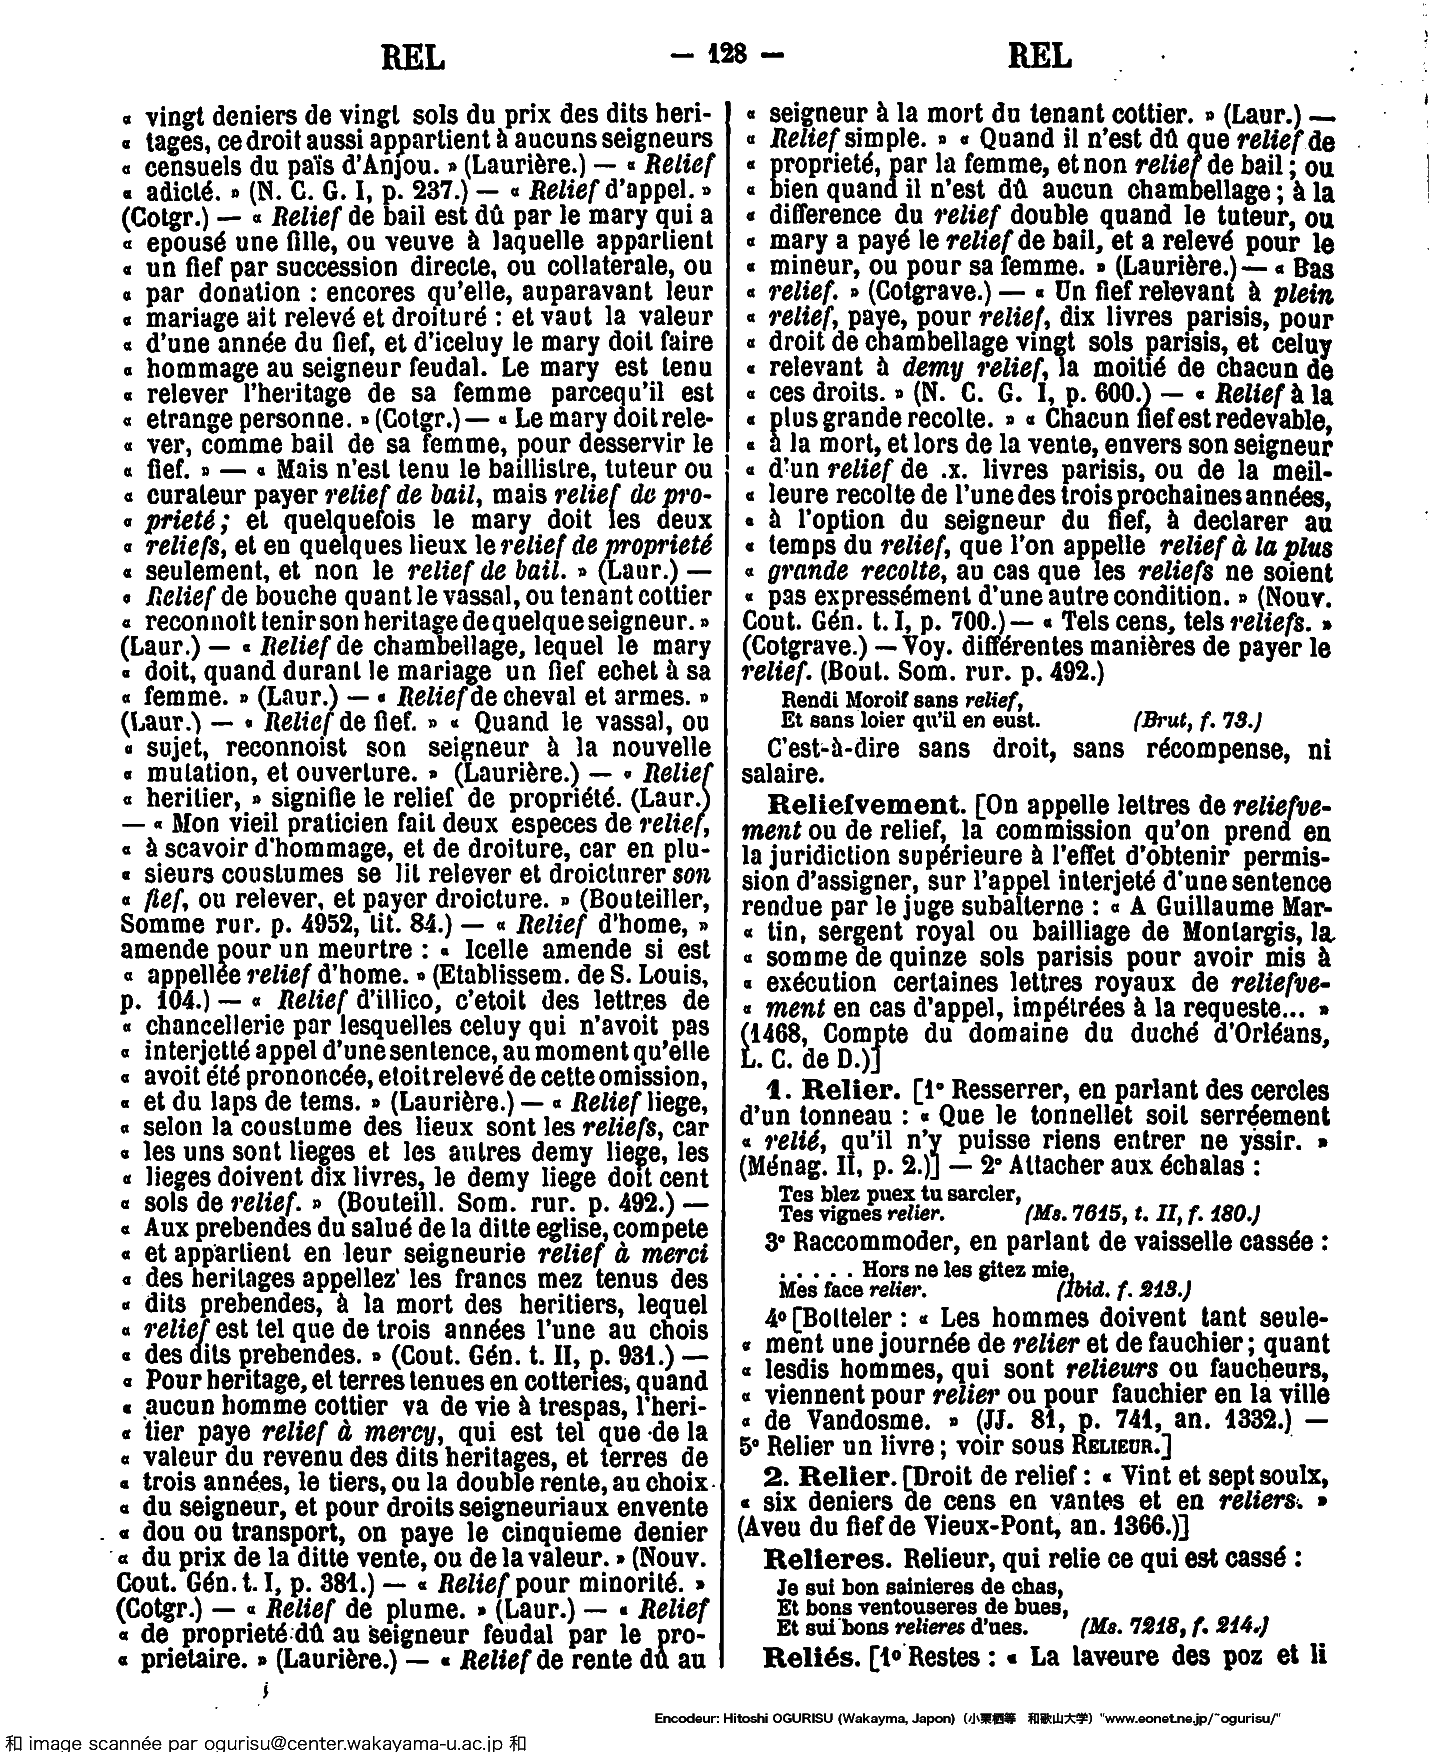 REL — 128 — REL
« vingt deniers de vingt sols du prix des dits heri-
« tages, ce droit aussi appartient à aucuns seigneurs
« censuels du païs d'Anjou. » (Laurière.) — « Relief
« adicté. » (N. C. G. I, p. 237.) — « Relief d'appel. »
(Cotgr.) — « Relief de bail est dû par le mary qui a
« epousé une fille, ou veuve à laquelle appartient
« un fief par succession directe, ou collaterale, ou
« par donation : encores qu'elle, auparavant leur
« mariage ait relevé et droituré : et vaut la valeur
« d'une année du fief, et d'iceluy le mary doit faire
« hommage au seigneur feudal. Le mary est tenu
« relever l'heritage de sa femme parcequ'il est
« etrange personne. » (Cotgr.) — « Le mary doit rele-
« ver, comme bail de sa femme, pour desservir le
« fief. » — « Mais n'est tenu le baillistre, tuteur ou
« curateur payer relief de bail, mais relief de pro-
« prieté ; et quelquefois le mary doit les deux
« reliefs, et en quelques lieux le relief de proprieté
« seulement, et non le relief de bail. » (Laur.) —
« Relief de bouche quant le vassal, ou tenant cottier
« reconnoît tenir son heritage de quelque seigneur. »
(Laur.) — « Relief de chambellage, lequel le mary
« doit, quand durant le mariage un fief echet à sa
« femme. » (Laur.) — « Relief de cheval et armes. »
(Laur.) — « Relief de fief. » « Quand le vassal, ou
« sujet, reconnoist son seigneur à la nouvelle
« mutation, et ouverture. » (Laurière.) — « Relief
« heritier, » signifie le relief de propriété. (Laur.)
— « Mon vieil praticien fait deux especes de relief,
« à scavoir d'hommage, et de droiture, car en plu-
« sieurs coustumes se lit relever et droicturer son
« fief, ou relever, et payer droicture. » (Bouteiller,
Somme rur. p. 4952, tit. 84.) — « Relief d'home, »
amende pour un meurtre : « Icelle amende si est
« appellée relief d'home. » (Etablissem. de S. Louis,
p. 104.) — « Relief d'illico, c'etoit des lettres de
« chancellerie par lesquelles celuy qui n'avoit pas
« interjetté appel d'une sentence, au moment qu'elle
« avoit été prononcée, etoit relevé de cette omission,
« et du laps de tems. » (Laurière.) — « Relief liege,
« selon la coustume des lieux sont les reliefs, car
« les uns sont lieges et les autres demy liege, les
« lieges doivent dix livres, le demy liege doit cent
« sols de relief. » (Bouteill. Som. rur. p. 492.) —
« Aux prebendes du salué de la ditte eglise, compete
« et appartient en leur seigneurie relief à merci
« des heritages appellez les francs mez tenus des
« dits prebendes, à la mort des heritiers, lequel
« relief est tel que de trois années l'une au chois
« des dits prebendes. » (Cout. Gén. t. II, p. 931.) —
« Pour heritage, et terres tenues en cotteries, quand
« aucun homme cottier va de vie à trespas, l'heri-
« tier paye relief à mercy, qui est tel que de la
« valeur du revenu des dits heritages, et terres de
« trois années, le tiers, ou la double rente, au choix
« du seigneur, et pour droits seigneuriaux en vente
« dou ou transport, on paye le cinquieme denier
« du prix de la ditte vente, ou de la valeur. » (Nouv.
Cout. Gén. t. I, p. 381.) — « Relief pour minorité. »
(Cotgr.) — « Relief de plume. » (Laur.) — « Relief
« de proprieté dû au seigneur feudal par le pro-
« prietaire. » (Laurière.) — « Relief de rente dû au
« seigneur à la mort du tenant cottier. » (Laur.) —
« Relief simple. » « Quand il n'est dû que relief de
« proprieté, par la femme, et non relief de bail ; ou
« bien quand il n'est dû aucun chambellage ; à la
« difference du relief double quand le tuteur, ou
« mary a payé le relief de bail, et a relevé pour le
« mineur, ou pour sa femme. » (Laurière.) — « Bas
« relief. » (Cotgrave.) — « Un fief relevant à plein
« relief, paye, pour relief, dix livres parisis, pour
« droit de chambellage vingt sols parisis, et celuy
« relevant à demy relief, la moitié de chacun de
« ces droits. » (N. C. G. I, p. 600.) — « Relief à la
« plus grande recolte. » « Chacun fief est redevable,
« à la mort, et lors de la vente, envers son seigneur
« d'un relief de .x. livres parisis, ou de la meil-
« leure recolte de l'une des trois prochaines années,
« à l'option du seigneur du fief, à declarer au
« temps du relief, que l'on appelle relief à la plus
« grande recolte, au cas que les reliefs ne soient
« pas expressément d'une autre condition. » (Nouv.
Cout. Gén. t. I, p. 700.) — « Tels cens, tels reliefs. »
(Cotgrave.) — Voy. différentes manières de payer le
relief. (Bout. Som. rur. p. 492.)
Rendi Moroif sans relief,
Et sans loier qu'il en eust. (Brut, f. 73.)
C'est-à-dire sans droit, sans récompense, ni
salaire.
Reliefvement. [On appelle lettres de reliefve-
ment ou de relief, la commission qu'on prend en
la juridiction supérieure à l'effet d'obtenir permis-
sion d'assigner, sur l'appel interjeté d'une sentence
rendue par le juge subalterne : « A Guillaume Mar-
« tin, sergent royal ou bailliage de Montargis, la
« somme de quinze sols parisis pour avoir mis à
« exécution certaines lettres royaux de reliefve-
« ment en cas d'appel, impétrées à la requeste... »
(1468, Compte du domaine du duché d'Orléans,
L. C. de D.)]
1. Relier. [1° Resserrer, en parlant des cercles
d'un tonneau : « Que le tonnellet soit serréement
« relié, qu'il n'y puisse riens entrer ne yssir. »
(Ménag. II, p. 2.)] — 2° Attacher aux échalas :
Tes blez puex tu sarcler,
Tes vignes relier. (Ms. 7615, t. II, f. 180.)
3° Raccommoder, en parlant de vaisselle cassée :
. . . . . Hors ne les gitez mie,
Mes face relier. (Ibid. f. 213.)
4° [Botteler : « Les hommes doivent tant seule-
« ment une journée de relier et de fauchier ; quant
« lesdis hommes, qui sont relieurs ou faucheurs,
« viennent pour relier ou pour fauchier en la ville
« de Vandosme. » (JJ. 81, p. 741, an. 1332.) —
5° Relier un livre ; voir sous RELIEUR.]
2. Relier. [Droit de relief : « Vint et sept soulx,
« six deniers de cens en vantes et en reliers. »
(Aveu du fief de Vieux-Pont, an. 1366.)]
Relieres. Relieur, qui relie ce qui est cassé :
Je sui bon sainieres de chas,
Et bons ventouseres de bues,
Et sui bons relieres d'ues. (Ms. 7218, f. 214.)
Reliés. [1° Restes : « La laveure des poz et li
Encodeur: Hitoshi OGURISU (Wakayma, Japon) (小栗栖等 和歌山大学) "www.eonet.ne.jp/~ogurisu/"
和 image scannée par ogurisu@center.wakayama-u.ac.jp 和